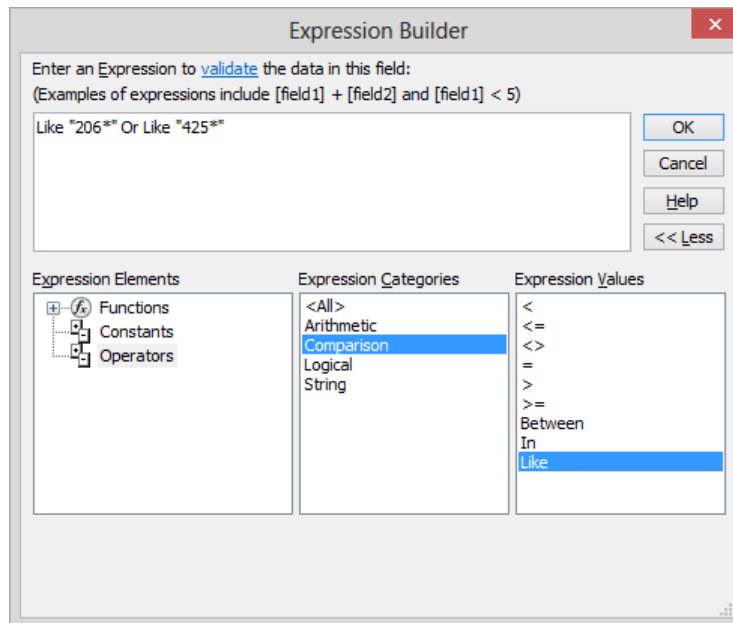 Expression Builder
Enter an Expression to validate the data in this field:
(Examples of expressions include [field1] + [field2] and [field1] < 5)
Like "206*" Or Like "425*"
OK
Cancel
Help
<< Less
Expression Elements
Functions
Constants
Operators
Expression Categories
<All>
Arithmetic
Comparison
Logical
String
Expression Values
<
<=
<>
=
>
>=
Between
In
Like